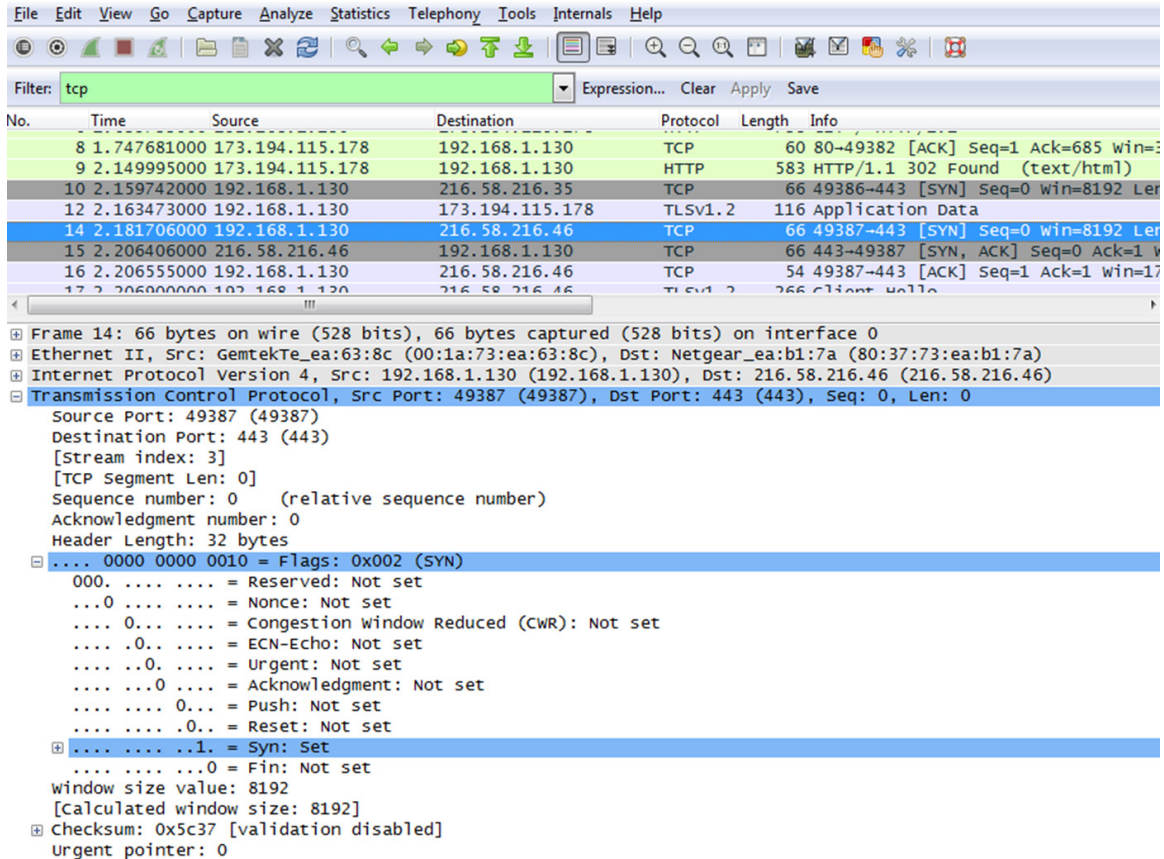 File Edit View Go Capture Analyze Statistics Telephony Tools Internals Help
Filter: tcp Expression... Clear Apply Save
No. Time Source Destination Protocol Length Info
8 1.747681000 173.194.115.178 192.168.1.130 TCP 60 80→49382 [ACK] Seq=1 Ack=685 Win=3
9 2.149995000 173.194.115.178 192.168.1.130 HTTP 583 HTTP/1.1 302 Found (text/html)
10 2.159742000 192.168.1.130 216.58.216.35 TCP 66 49386→443 [SYN] Seq=0 Win=8192 Len
12 2.163473000 192.168.1.130 173.194.115.178 TLSv1.2 116 Application Data
14 2.181706000 192.168.1.130 216.58.216.46 TCP 66 49387→443 [SYN] Seq=0 Win=8192 Len
15 2.206406000 216.58.216.46 192.168.1.130 TCP 66 443→49387 [SYN, ACK] Seq=0 Ack=1 W
16 2.206555000 192.168.1.130 216.58.216.46 TCP 54 49387→443 [ACK] Seq=1 Ack=1 Win=17
17 2.206900000 192.168.1.130 216.58.216.46 TLSv1.2 266 Client Hello
Frame 14: 66 bytes on wire (528 bits), 66 bytes captured (528 bits) on interface 0
Ethernet II, Src: GemtekTe_ea:63:8c (00:1a:73:ea:63:8c), Dst: Netgear_ea:b1:7a (80:37:73:ea:b1:7a)
Internet Protocol Version 4, Src: 192.168.1.130 (192.168.1.130), Dst: 216.58.216.46 (216.58.216.46)
Transmission Control Protocol, Src Port: 49387 (49387), Dst Port: 443 (443), Seq: 0, Len: 0
Source Port: 49387 (49387)
Destination Port: 443 (443)
[Stream index: 3]
[TCP Segment Len: 0]
Sequence number: 0 (relative sequence number)
Acknowledgment number: 0
Header Length: 32 bytes
.... 0000 0000 0010 = Flags: 0x002 (SYN)
000. .... .... = Reserved: Not set
...0 .... .... = Nonce: Not set
.... 0... .... = Congestion Window Reduced (CWR): Not set
.... .0.. .... = ECN-Echo: Not set
.... ..0. .... = Urgent: Not set
.... ...0 .... = Acknowledgment: Not set
.... .... 0... = Push: Not set
.... .... .0.. = Reset: Not set
.... .... ..1. = Syn: Set
.... .... ...0 = Fin: Not set
Window size value: 8192
[Calculated window size: 8192]
Checksum: 0x5c37 [validation disabled]
Urgent pointer: 0